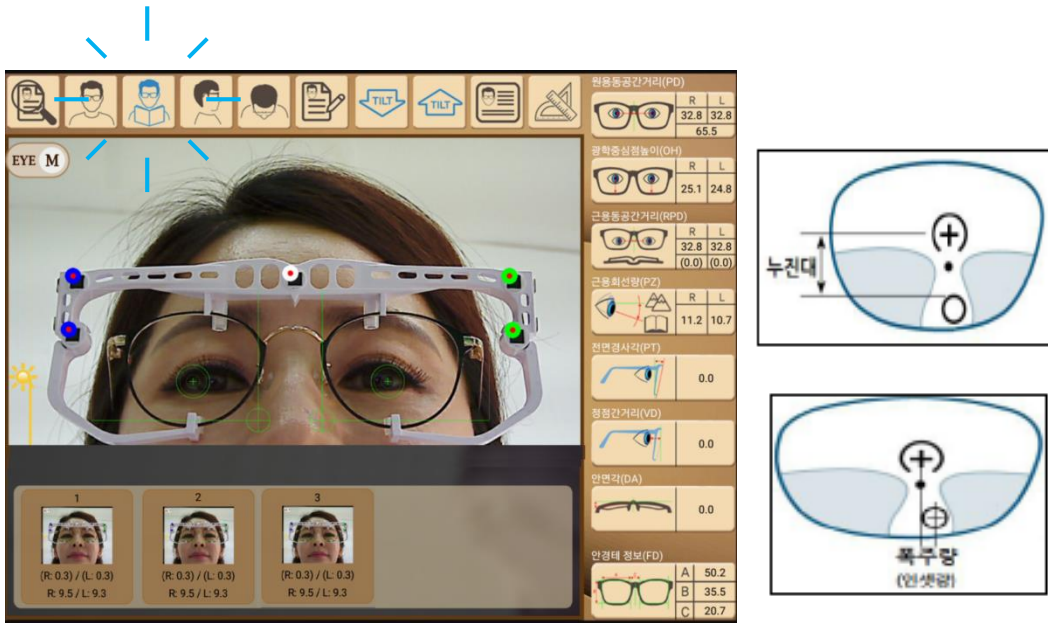 TILT
TILT
EYE M
원용동공간거리(PD)
R L
32.8 32.8
65.5
광학중심점높이(OH)
R L
25.1 24.8
근용동공간거리(RPD)
R L
32.8 32.8
(0.0) (0.0)
근용회선량(PZ)
R L
11.2 10.7
전면경사각(PT)
0.0
정점간거리(VD)
0.0
안면각(DA)
0.0
안경테 정보(FD)
A 50.2
B 35.5
C 20.7
1
(R: 0.3) / (L: 0.3)
R: 9.5 / L: 9.3
2
(R: 0.3) / (L: 0.3)
R: 9.5 / L: 9.3
3
(R: 0.3) / (L: 0.3)
R: 9.5 / L: 9.3
누진대
폭주량
(인셋량)